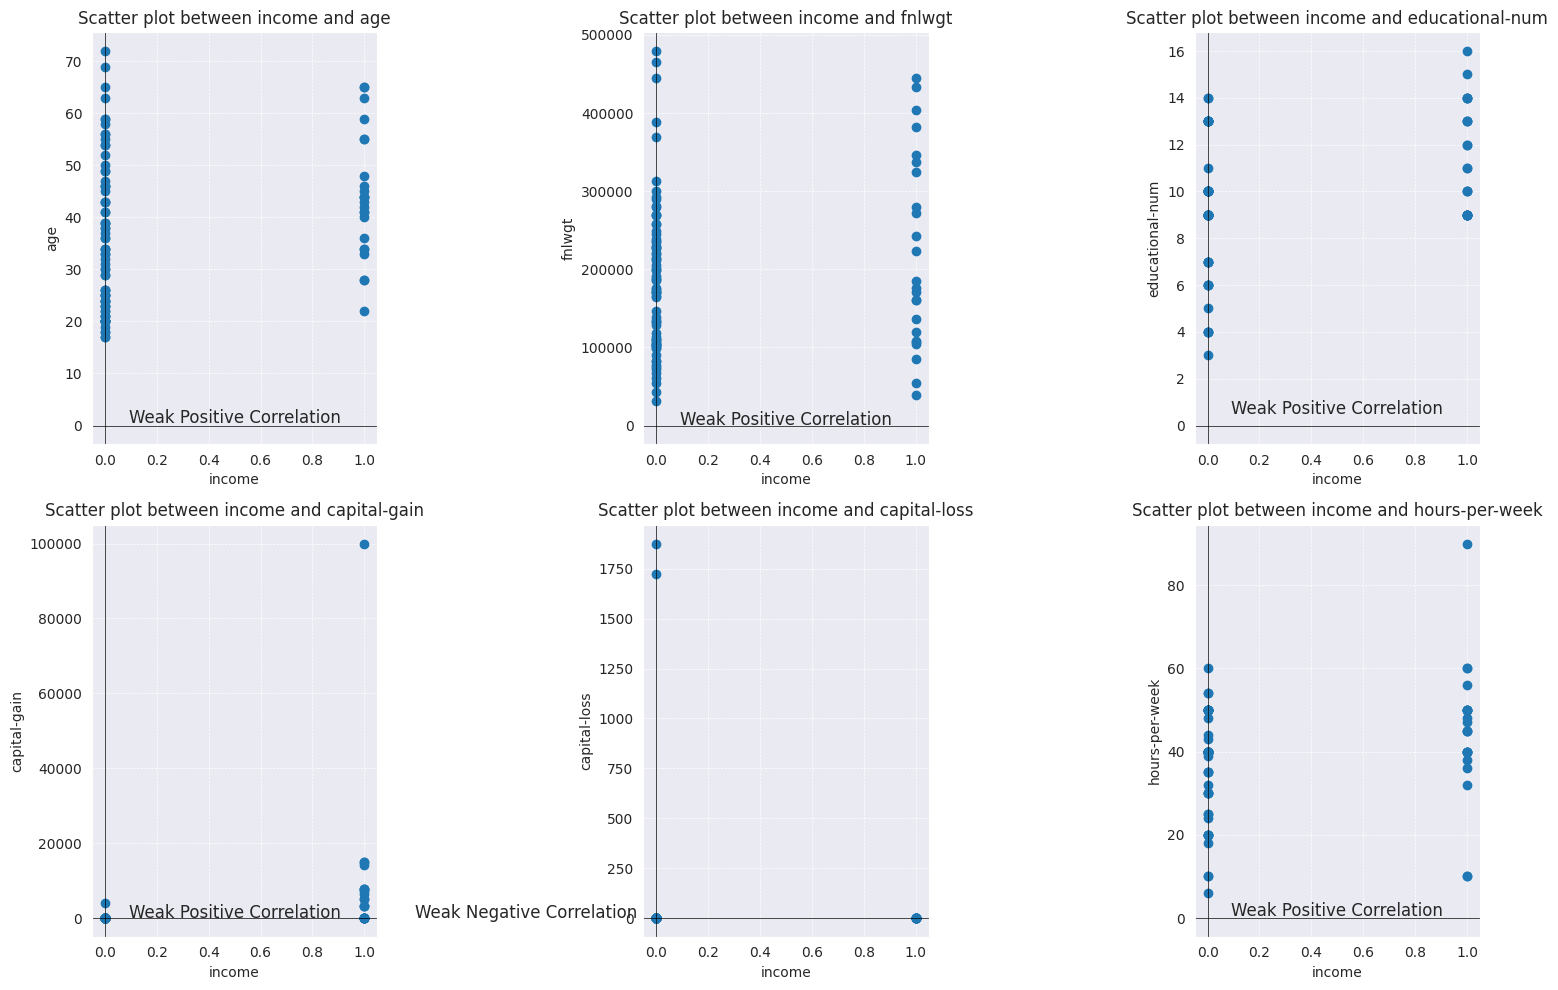 Scatter plot between income and age
70
60
50
40
30
20
10
0
age
Weak Positive Correlation
0.0 0.2 0.4 0.6 0.8 1.0
income
Scatter plot between income and fnlwgt
500000
400000
300000
200000
100000
0
fnlwgt
Weak Positive Correlation
0.0 0.2 0.4 0.6 0.8 1.0
income
Scatter plot between income and educational-num
16
14
12
10
8
6
4
2
0
educational-num
Weak Positive Correlation
0.0 0.2 0.4 0.6 0.8 1.0
income
Scatter plot between income and capital-gain
100000
80000
60000
40000
20000
0
capital-gain
Weak Positive Correlation
0.0 0.2 0.4 0.6 0.8 1.0
income
Scatter plot between income and capital-loss
1750
1500
1250
1000
750
500
250
0
capital-loss
Weak Negative Correlation
0.0 0.2 0.4 0.6 0.8 1.0
income
Scatter plot between income and hours-per-week
80
60
40
20
0
hours-per-week
Weak Positive Correlation
0.0 0.2 0.4 0.6 0.8 1.0
income